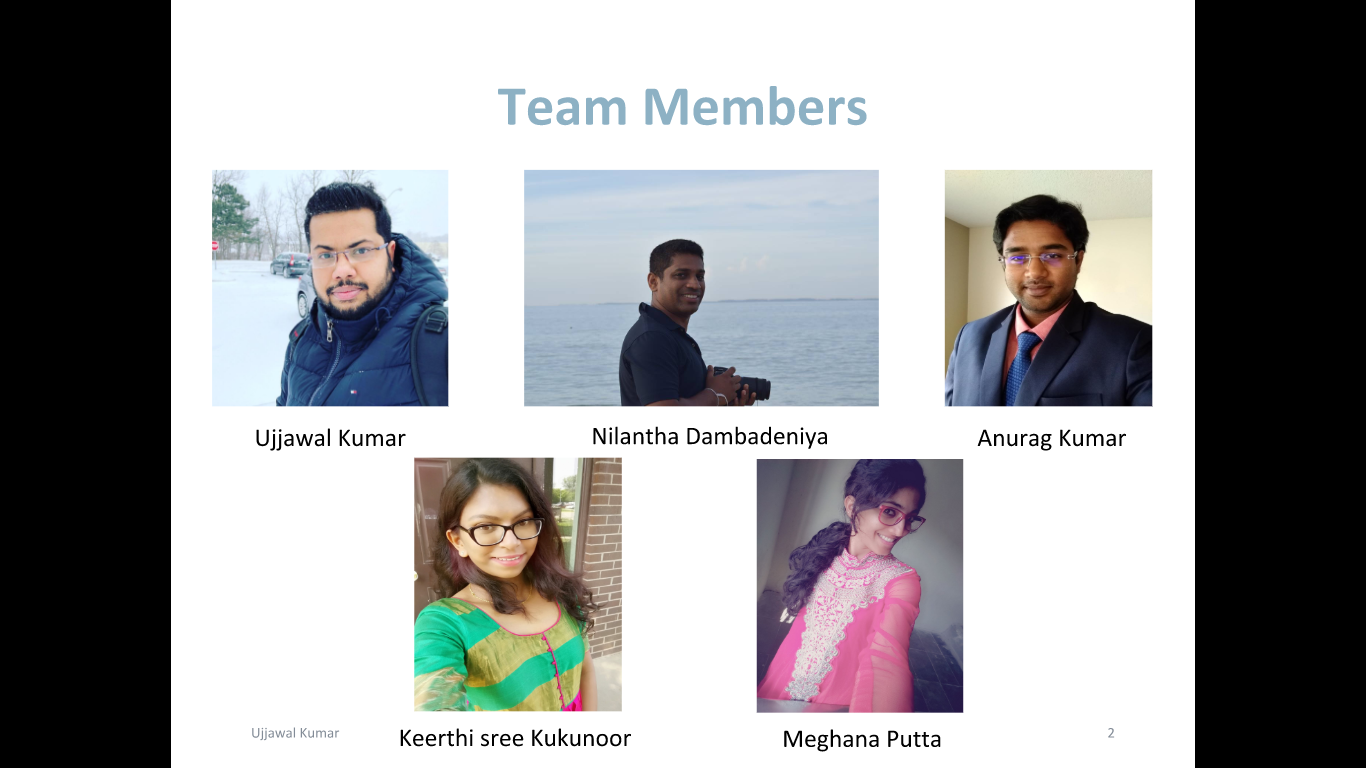 Team Members
Ujjawal Kumar
Nilantha Dambadeniya
Anurag Kumar
Keerthi sree Kukunoor
Meghana Putta
Ujjawal Kumar
2